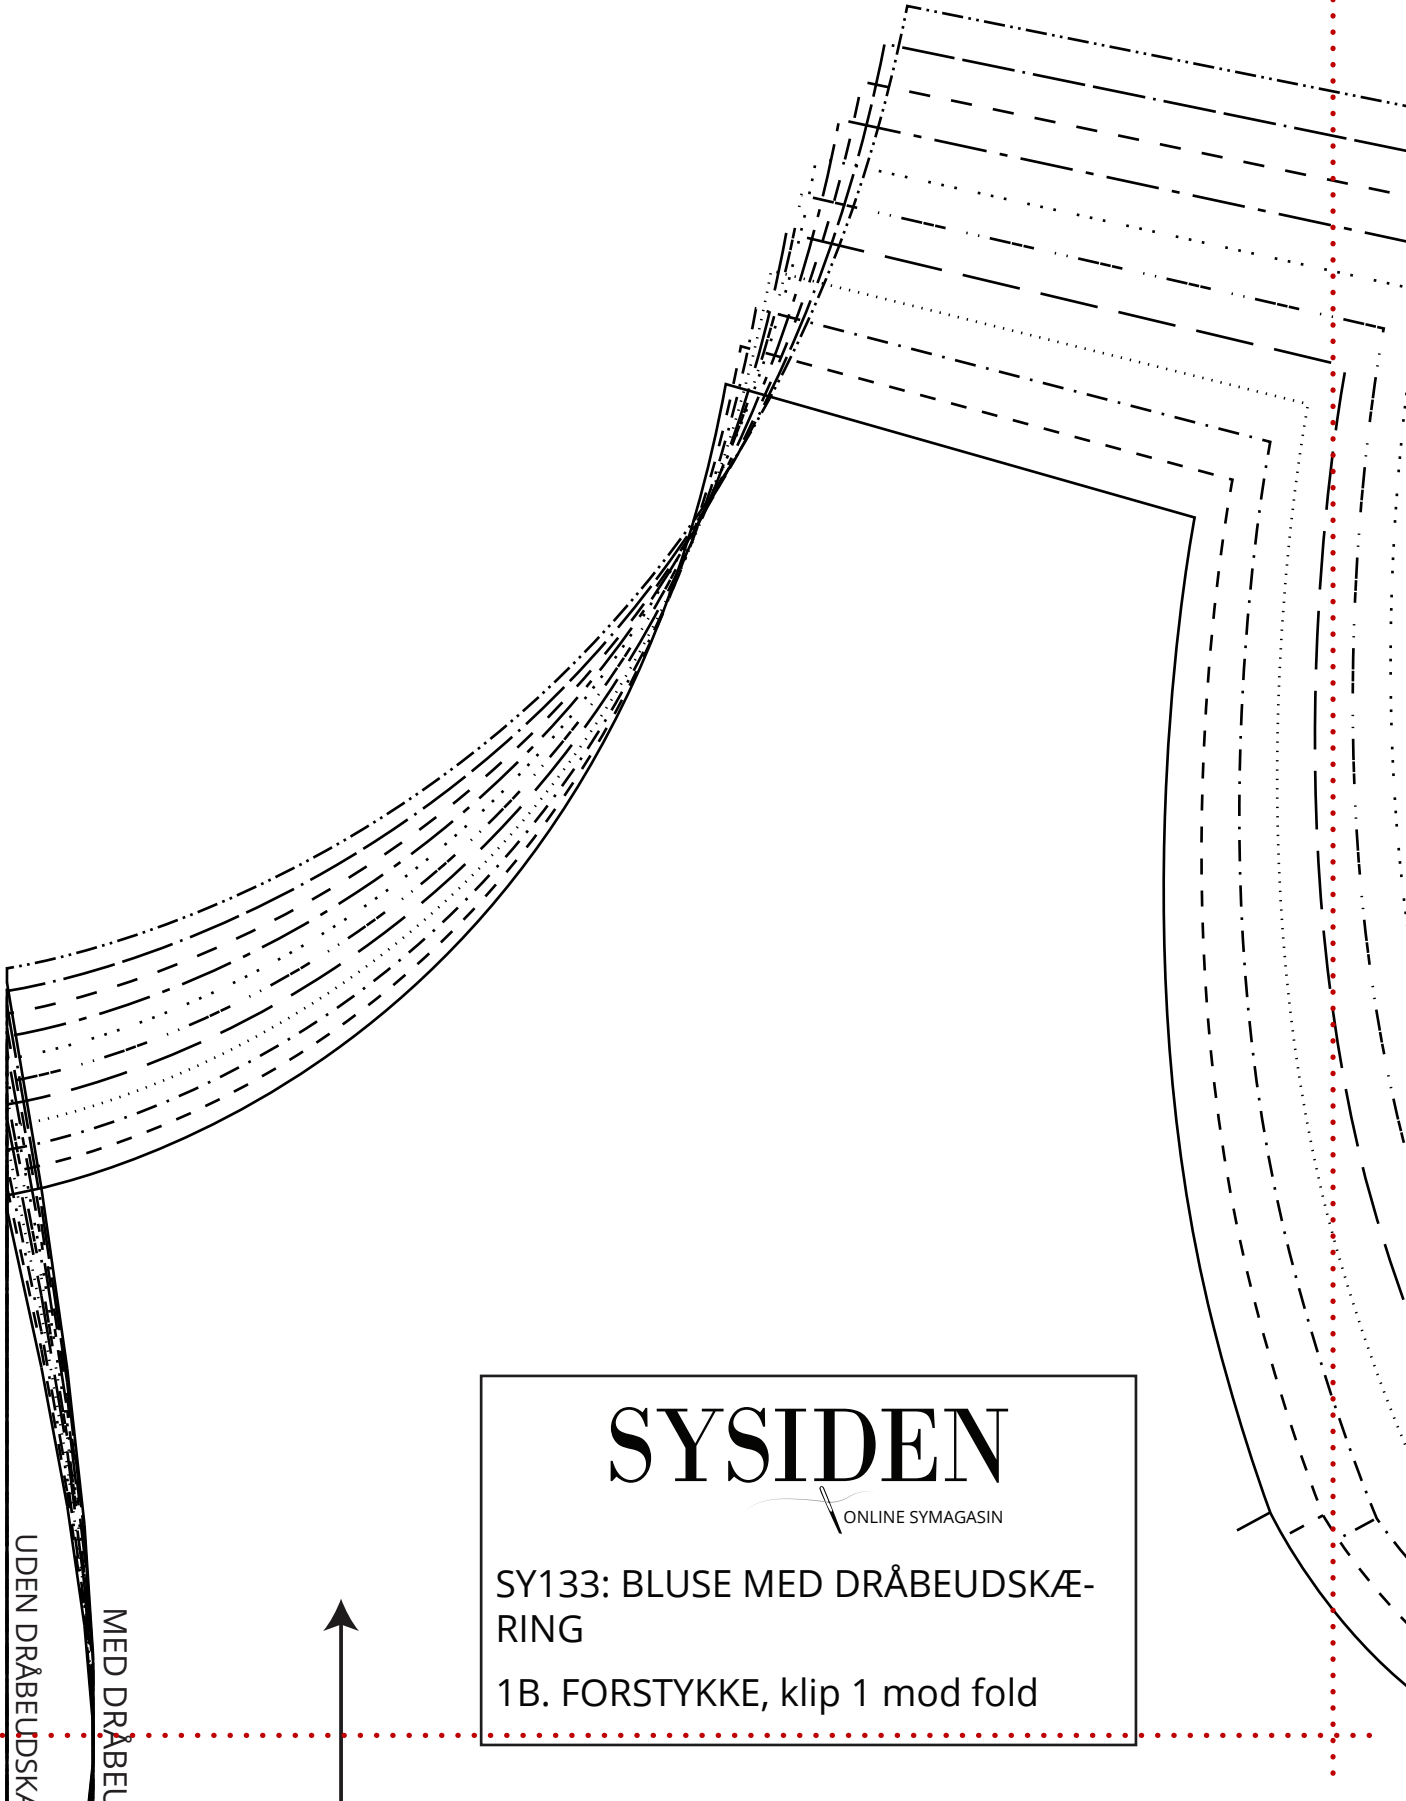 SYSIDEN
ONLINE SYMAGASIN
SY133: BLUSE MED DRÅBEUDSKÆ-
RING
1B. FORSTYKKE, klip 1 mod fold
UDEN DRÅBEUDSKÆ
MED DRÅBEU